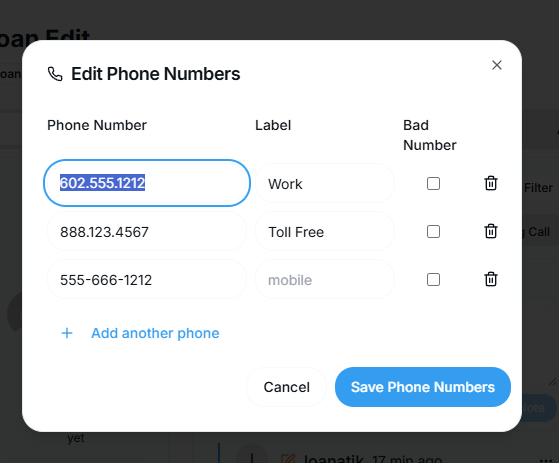 oan Edit
oan
Edit Phone Numbers
Phone Number Label Bad Number
602.555.1212 Work
Filter
888.123.4567 Toll Free
g Call
555-666-1212 mobile
+ Add another phone
Cancel Save Phone Numbers
Note
yet
loanatik 17 min ago